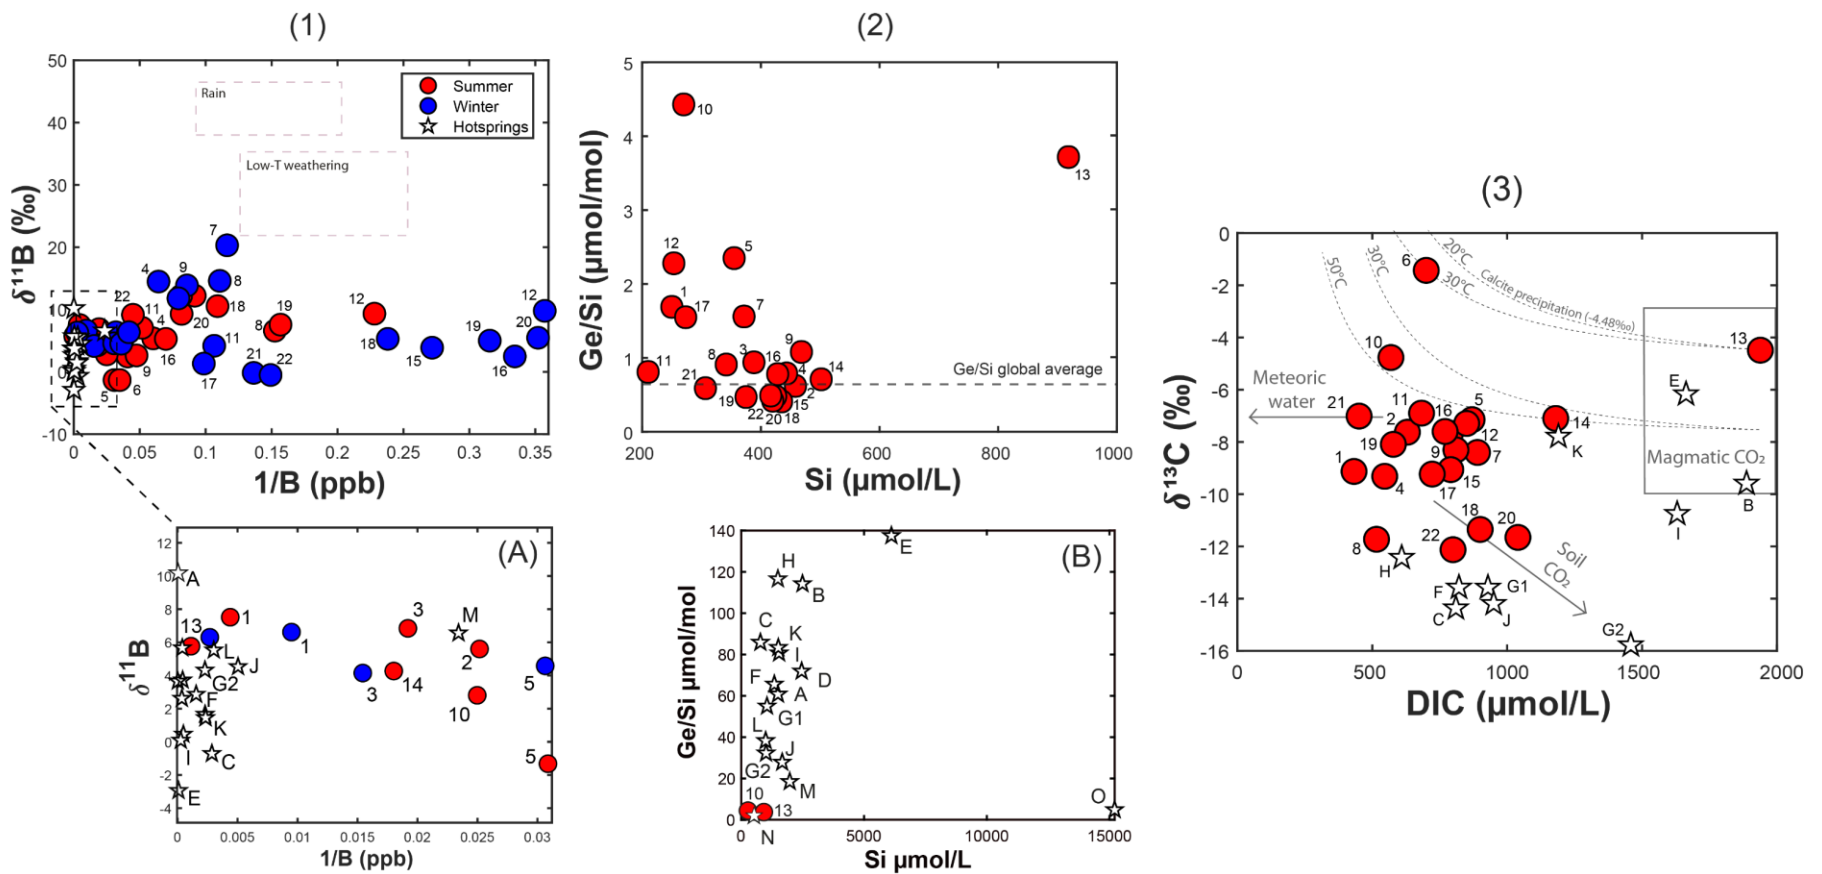 (1)
50
40
30
20
10
0
-10
δ¹¹B (‰)
Rain
Low-T weathering
Summer
Winter
Hotsprings
7
4
9
8
22
11
4
18
20
19
8
12
12
16
9
6
5
11
17
21
22
18
15
19
16
20
0
0.05
0.1
0.15
0.2
0.25
0.3
0.35
1/B (ppb)
(A)
12
10
8
6
4
2
0
-2
-4
δ¹¹B
A
13
1
1
3
M
L
J
G2
F
K
I
C
E
3
14
2
10
5
5
0
0.005
0.01
0.015
0.02
0.025
0.03
1/B (ppb)
(2)
5
4
3
2
1
0
Ge/Si (µmol/mol)
10
13
12
5
1
17
7
9
8
3
16
4
14
11
21
2
19
15
22
20
18
Ge/Si global average
200
400
600
800
1000
Si (µmol/L)
(B)
140
120
100
80
60
40
20
0
Ge/Si µmol/mol
E
H
B
C
K
I
D
F
A
G1
L
J
G2
M
10
13
N
O
0
5000
10000
15000
Si µmol/L
(3)
0
-2
-4
-6
-8
-10
-12
-14
-16
δ¹³C (‰)
50°C
30°C
20°C
30°C
Calcite precipitation (-4.48‰)
6
10
13
Meteoric
water
E
21
11
5
2
16
14
12
K
19
9
7
Magmatic CO₂
1
4
17
15
B
I
18
20
8
22
Soil
CO₂
H
F
G1
C
J
G2
0
500
1000
1500
2000
DIC (µmol/L)